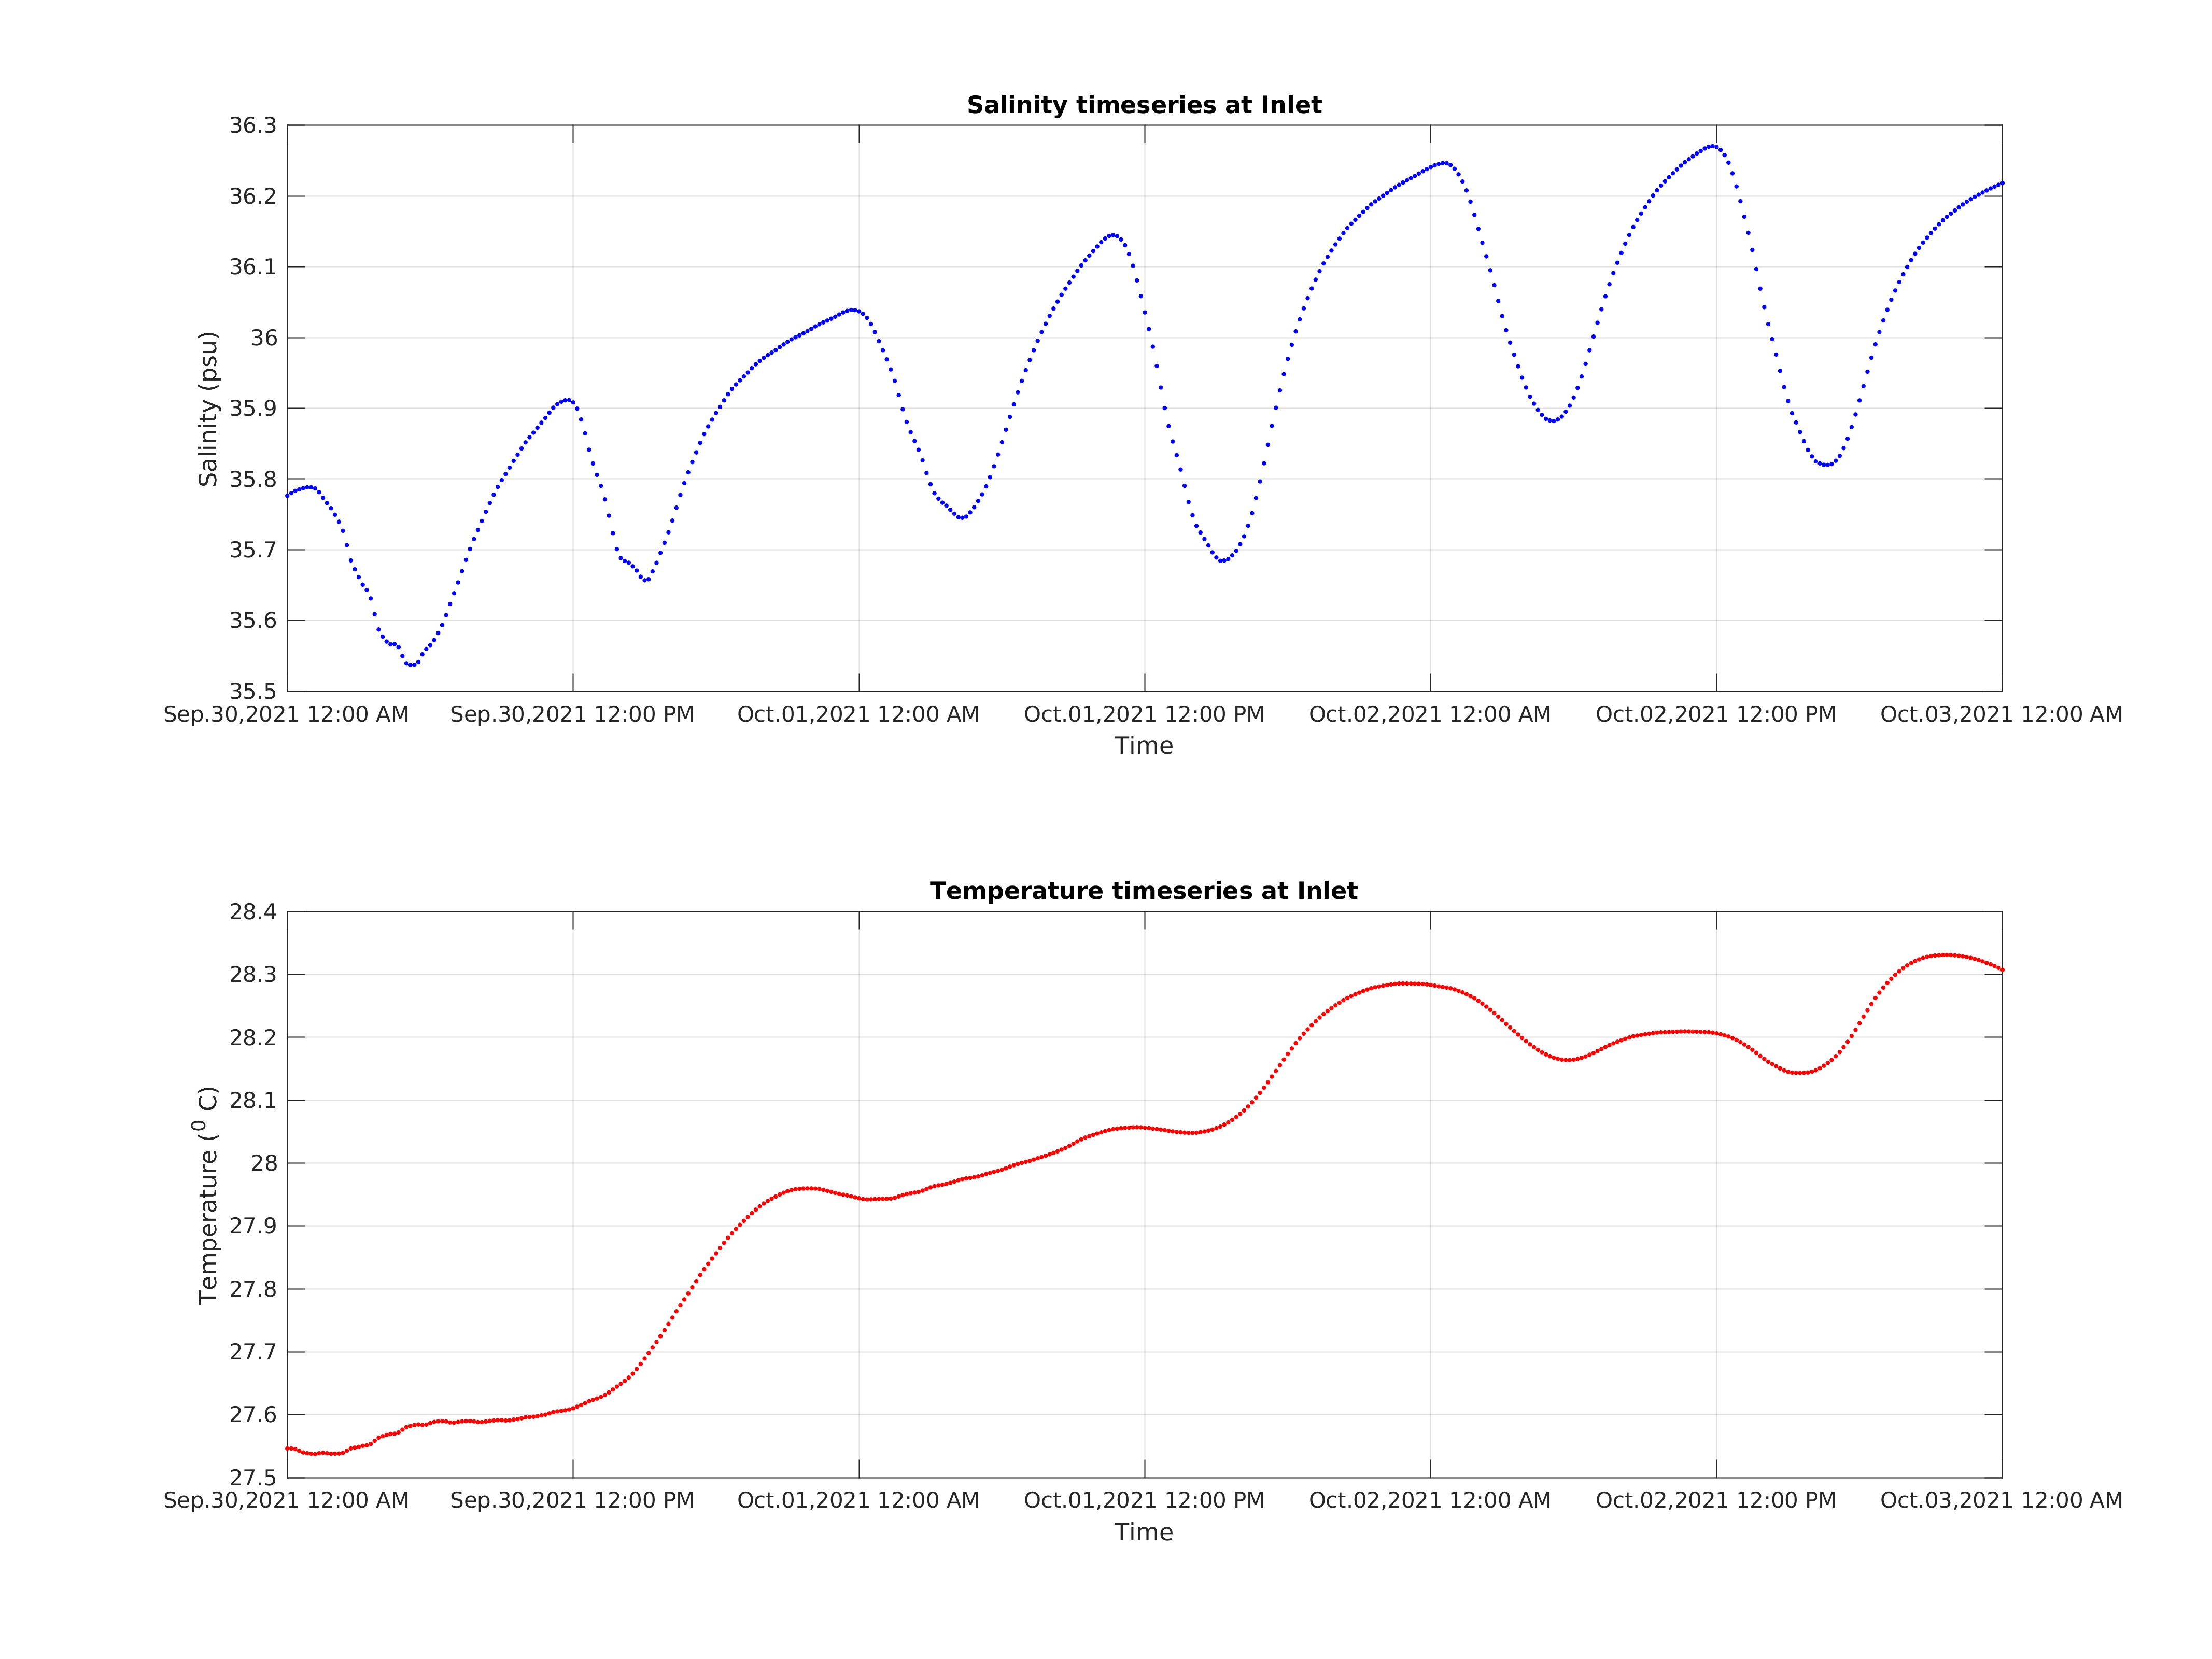 Salinity timeseries at Inlet
36.3
36.2
36.1
36
35.9
35.8
35.7
35.6
35.5
Salinity (psu)
Sep.30,2021 12:00 AM Sep.30,2021 12:00 PM Oct.01,2021 12:00 AM Oct.01,2021 12:00 PM Oct.02,2021 12:00 AM Oct.02,2021 12:00 PM Oct.03,2021 12:00 AM
Time
Temperature timeseries at Inlet
28.4
28.3
28.2
28.1
28
27.9
27.8
27.7
27.6
27.5
Temperature (⁰ C)
Sep.30,2021 12:00 AM Sep.30,2021 12:00 PM Oct.01,2021 12:00 AM Oct.01,2021 12:00 PM Oct.02,2021 12:00 AM Oct.02,2021 12:00 PM Oct.03,2021 12:00 AM
Time